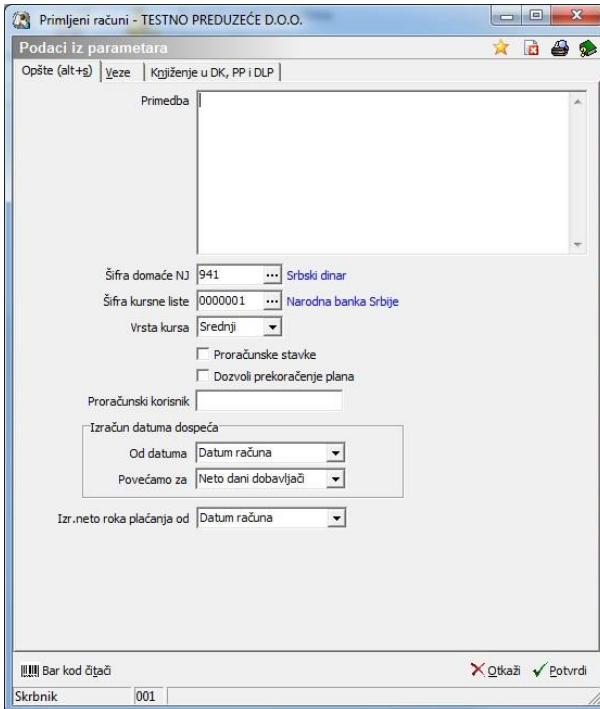 Primljeni računi - TESTNO PREDUZEĆE D.O.O.
Podaci iz parametara
Opšte (alt+s) Veze Knjiženje u DK, PP i DLP
Primedba
Šifra domaće NJ 941 ... Srbski dinar
Šifra kursne liste 0000001 ... Narodna banka Srbije
Vrsta kursa Srednji
Proračunske stavke
Dozvoli prekoračenje plana
Proračunski korisnik
Izračun datuma dospeća
Od datuma Datum računa
Povećamo za Neto dani dobavljači
Izr.neto roka plaćanja od Datum računa
Bar kod čitači Otkaži Potvrdi
Skrbnik 001